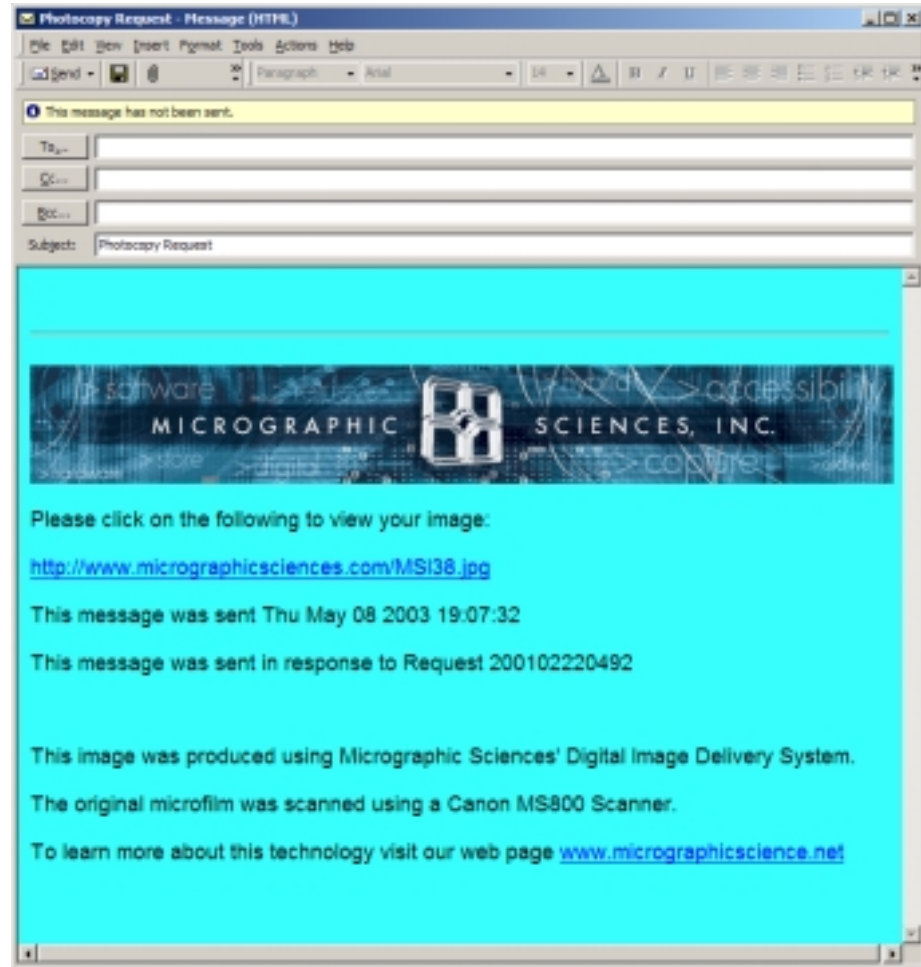 Photocopy Request - Message (HTML)
File Edit View Insert Format Tools Actions Help
Send Paragraph Arial 14 A B I U
This message has not been sent.
To...
Cc...
Bcc...
Subject: Photocopy Request
> software > hybrid > accessibility
MICROGRAPHIC SCIENCES, INC.
> hardware > store > digital > capture > archive
Please click on the following to view your image:
http://www.micrographicsciences.com/MSI38.jpg
This message was sent Thu May 08 2003 19:07:32
This message was sent in response to Request 200102220492
This image was produced using Micrographic Sciences' Digital Image Delivery System.
The original microfilm was scanned using a Canon MS800 Scanner.
To learn more about this technology visit our web page www.micrographicscience.net